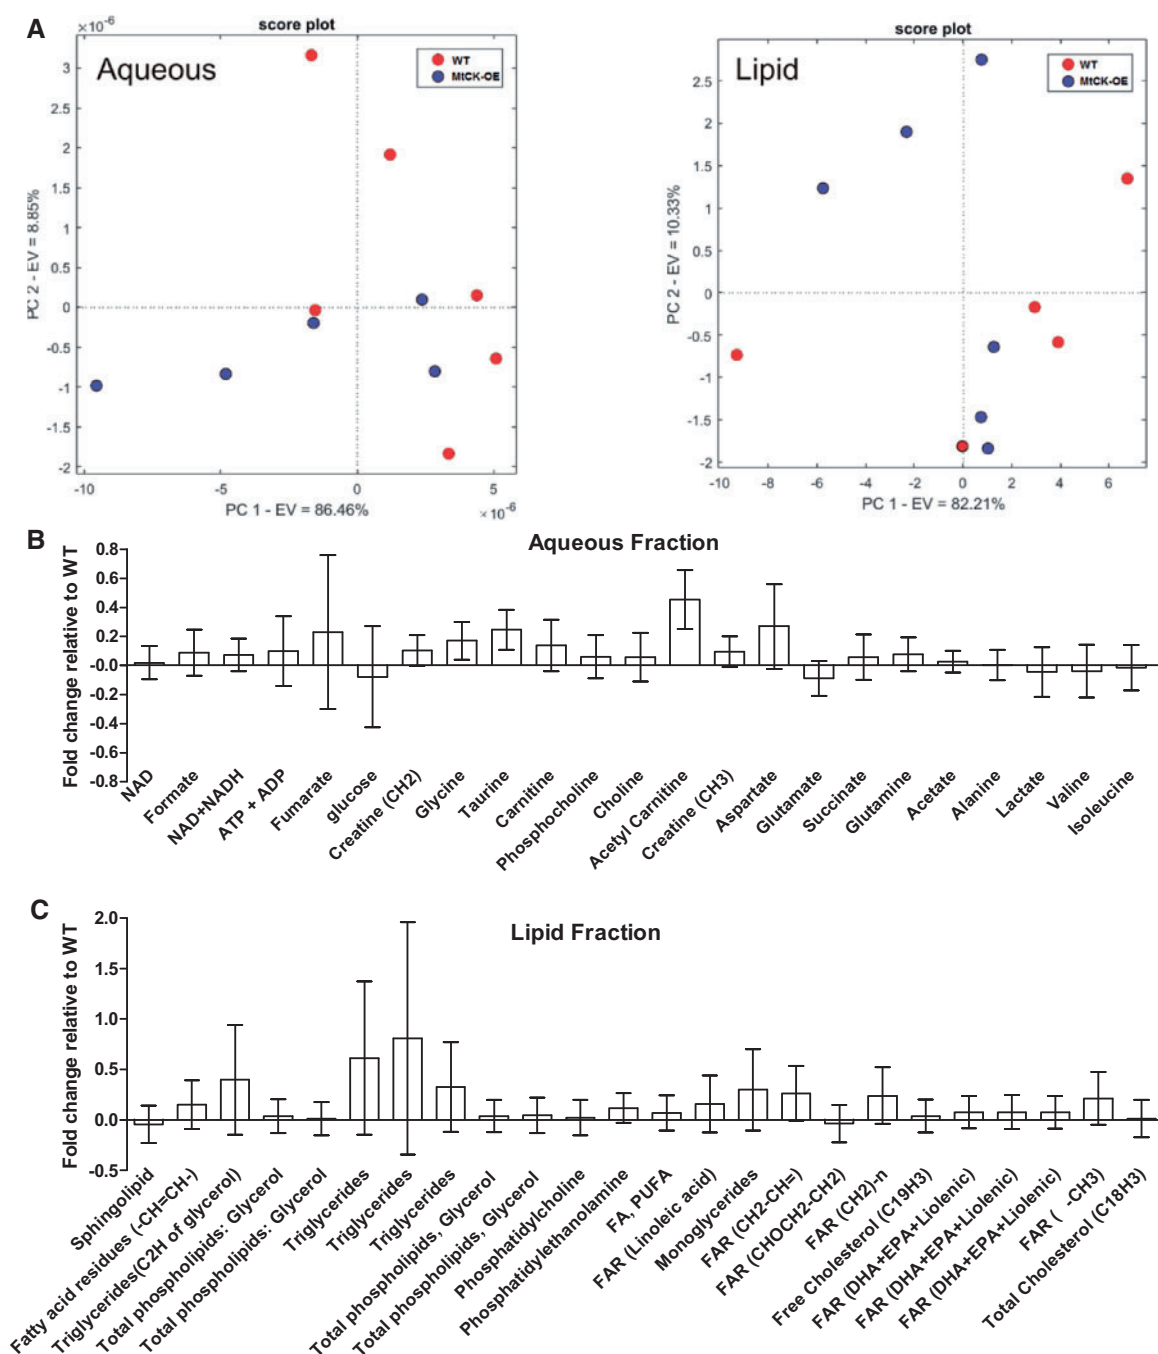 A
×10⁻⁶
score plot
Aqueous
WT
MtCK-OE
PC 2 - EV = 8.85%
3
2.5
2
1.5
1
0.5
0
-0.5
-1
-1.5
-2
-10
-5
0
5
PC 1 - EV = 86.46%
×10⁻⁶
score plot
Lipid
WT
MtCK-OE
PC 2 - EV = 10.33%
2.5
2
1.5
1
0.5
0
-0.5
-1
-1.5
-2
-10
-8
-6
-4
-2
0
2
4
6
PC 1 - EV = 82.21%
B
Aqueous Fraction
Fold change relative to WT
0.8
0.6
0.4
0.2
-0.0
-0.2
-0.4
-0.6
-0.8
NAD
Formate
NAD+NADH
ATP + ADP
Fumarate
glucose
Creatine (CH2)
Glycine
Taurine
Carnitine
Phosphocholine
Choline
Acetyl Carnitine
Creatine (CH3)
Aspartate
Glutamate
Succinate
Glutamine
Acetate
Alanine
Lactate
Valine
Isoleucine
C
Lipid Fraction
Fold change relative to WT
2.0
1.5
1.0
0.5
0.0
-0.5
Sphingolipid
Fatty acid residues (-CH=CH-)
Triglycerides(C2H of glycerol)
Total phospholipids: Glycerol
Total phospholipids: Glycerol
Triglycerides
Triglycerides
Triglycerides
Total phospholipids, Glycerol
Total phospholipids, Glycerol
Phosphatidylcholine
Phosphatidylethanolamine
FA, PUFA
FAR (Linoleic acid)
Monoglycerides
FAR (CH2-CH=)
FAR (CHOCH2-CH2)
FAR (CH2)-n
Free Cholesterol (C19H3)
FAR (DHA+EPA+Liolenic)
FAR (DHA+EPA+Liolenic)
FAR (DHA+EPA+Liolenic)
FAR ( -CH3)
Total Cholesterol (C18H3)